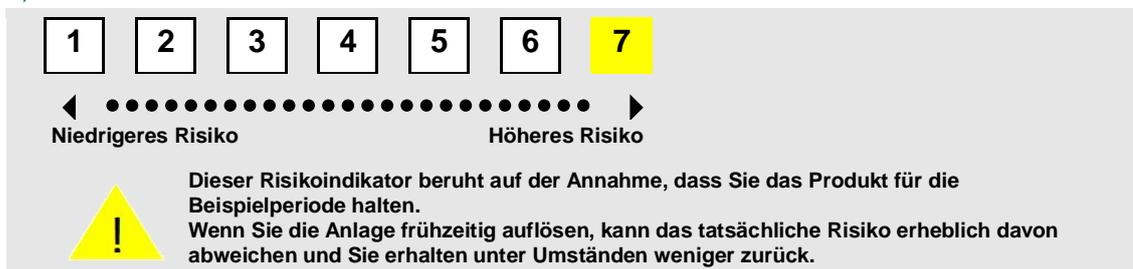 1 2 3 4 5 6 7
Niedrigeres Risiko Höheres Risiko
Dieser Risikoindikator beruht auf der Annahme, dass Sie das Produkt für die
Beispielperiode halten.
Wenn Sie die Anlage frühzeitig auflösen, kann das tatsächliche Risiko erheblich davon
abweichen und Sie erhalten unter Umständen weniger zurück.
!